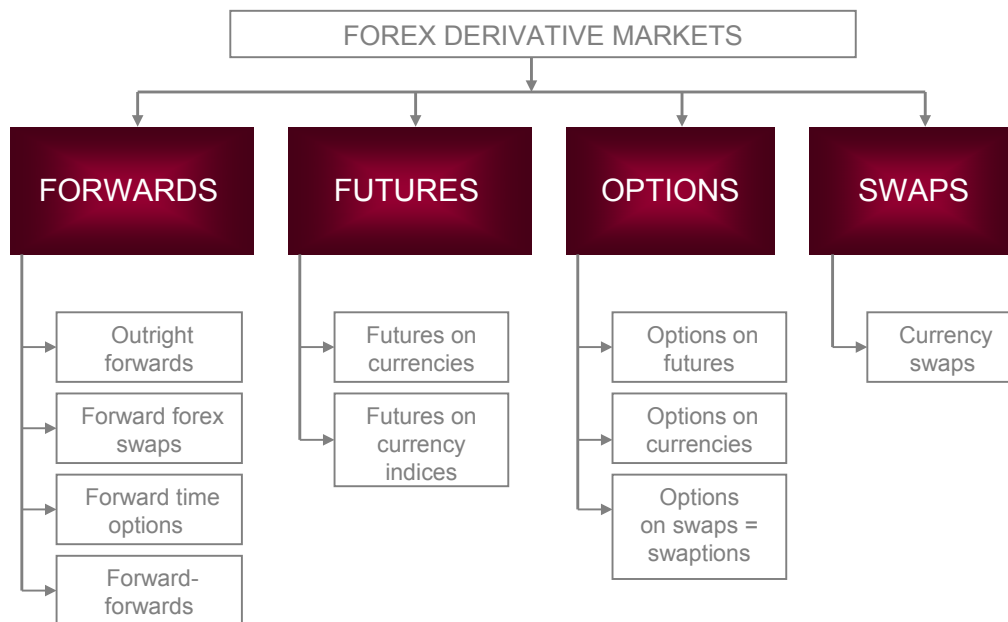 FOREX DERIVATIVE MARKETS
FORWARDS
FUTURES
OPTIONS
SWAPS
Outright
forwards
Forward forex
swaps
Forward time
options
Forward-
forwards
Futures on
currencies
Futures on
currency
indices
Options on
futures
Options on
currencies
Options
on swaps =
swaptions
Currency
swaps